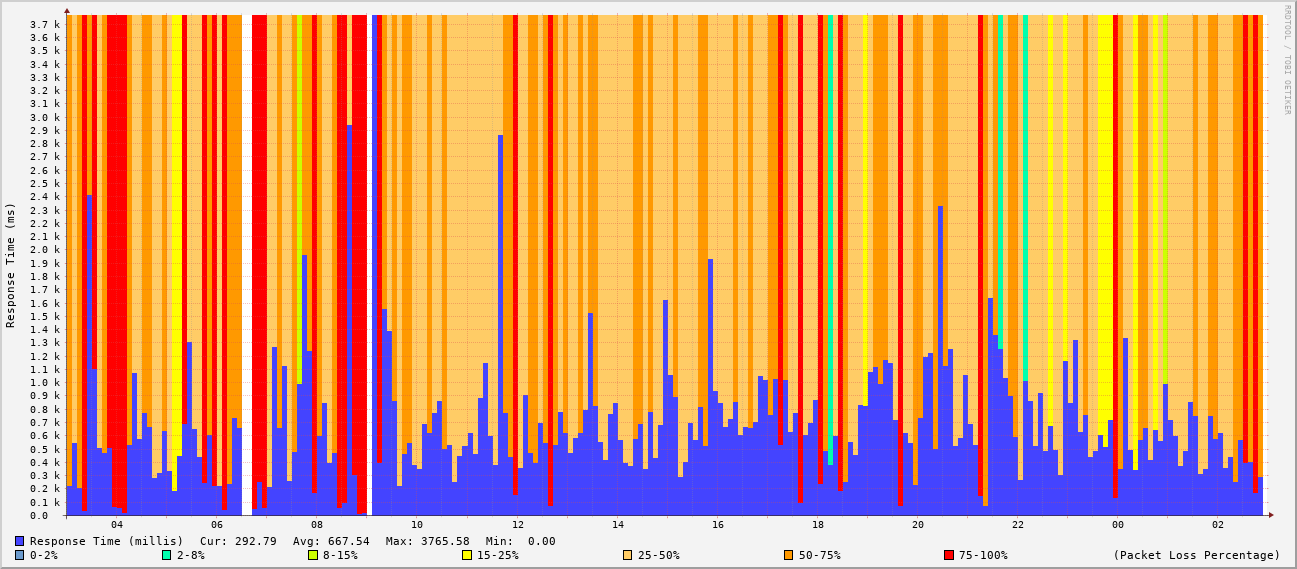 RRDTOOL / TOBI OETIKER
Response Time (ms)
3.7 k
3.6 k
3.5 k
3.4 k
3.3 k
3.2 k
3.1 k
3.0 k
2.9 k
2.8 k
2.7 k
2.6 k
2.5 k
2.4 k
2.3 k
2.2 k
2.1 k
2.0 k
1.9 k
1.8 k
1.7 k
1.6 k
1.5 k
1.4 k
1.3 k
1.2 k
1.1 k
1.0 k
0.9 k
0.8 k
0.7 k
0.6 k
0.5 k
0.4 k
0.3 k
0.2 k
0.1 k
0.0
04 06 08 10 12 14 16 18 20 22 00 02
Response Time (millis) Cur: 292.79 Avg: 667.54 Max: 3765.58 Min: 0.00
0-2% 2-8% 8-15% 15-25% 25-50% 50-75% 75-100% (Packet Loss Percentage)